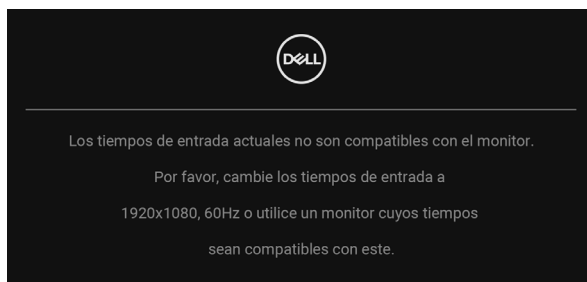 DELL
Los tiempos de entrada actuales no son compatibles con el monitor.
Por favor, cambie los tiempos de entrada a
1920x1080, 60Hz o utilice un monitor cuyos tiempos
sean compatibles con este.